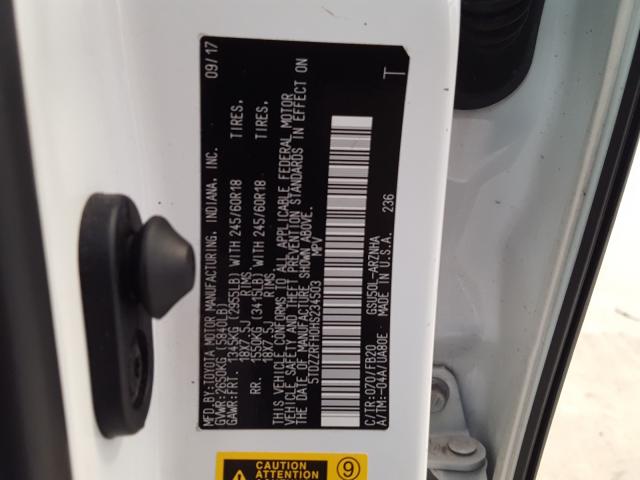 MFD.BY:TOYOTA MOTOR MANUFACTURING, INDIANA, INC. 09/17
GVWR:2650KG(5840LB)
GAWR:FRT. 1345KG (2955LB) WITH 245/60R18 TIRES,
18X7.5J RIMS.
RR. 1550KG (3415LB) WITH 245/60R18 TIRES,
18X7.5J RIMS.
THIS VEHICLE CONFORMS TO ALL APPLICABLE FEDERAL MOTOR
VEHICLE SAFETY AND THEFT PREVENTION STANDARDS IN EFFECT ON
THE DATE OF MANUFACTURE SHOWN ABOVE.
5TDZZRFH0HS234503 MPV
C/TR:070/FB20 GSU50L-ARZNHA 236 T
A/TM:-04A/UA80E MADE IN U.S.A.
CAUTION
ATTENTION
9